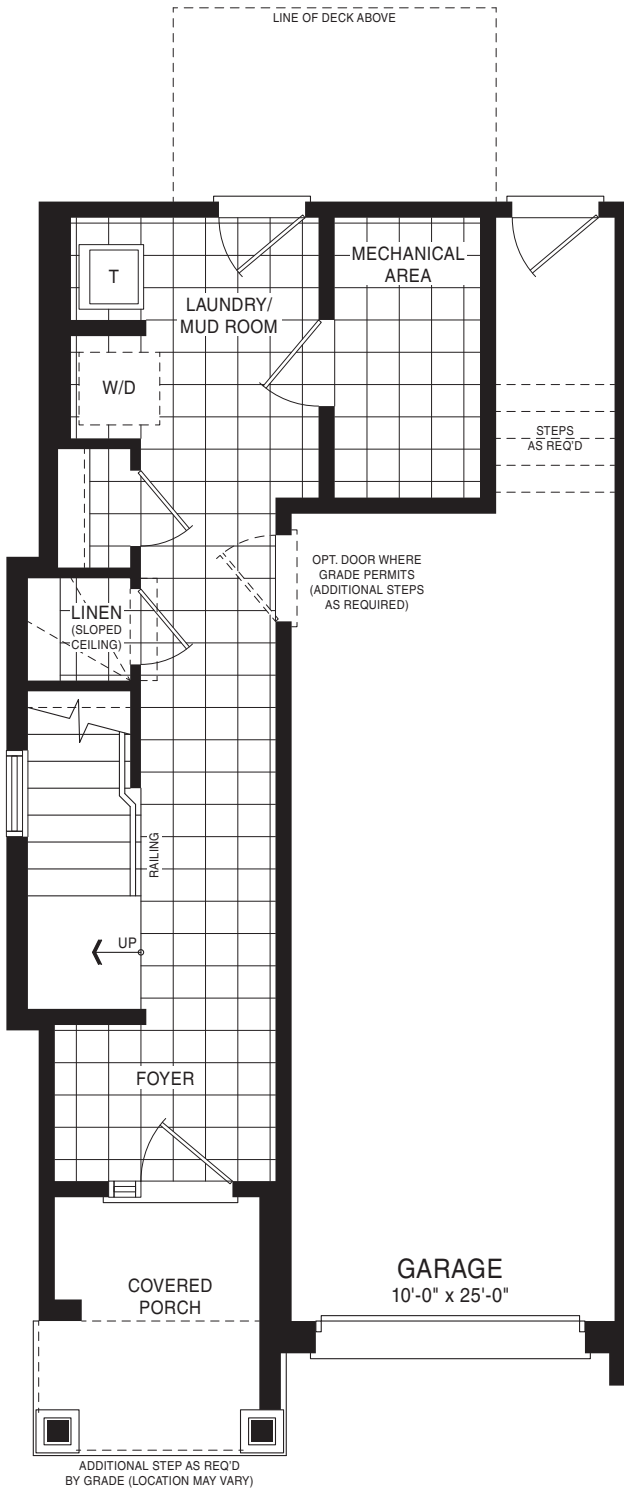 LINE OF DECK ABOVE
MECHANICAL
AREA
T
LAUNDRY/
MUD ROOM
W/D
STEPS
AS REQ'D
OPT. DOOR WHERE
GRADE PERMITS
(ADDITIONAL STEPS
AS REQUIRED)
LINEN
(SLOPED
CEILING)
RAILING
UP
FOYER
GARAGE
10'-0" x 25'-0"
COVERED
PORCH
ADDITIONAL STEP AS REQ'D
BY GRADE (LOCATION MAY VARY)